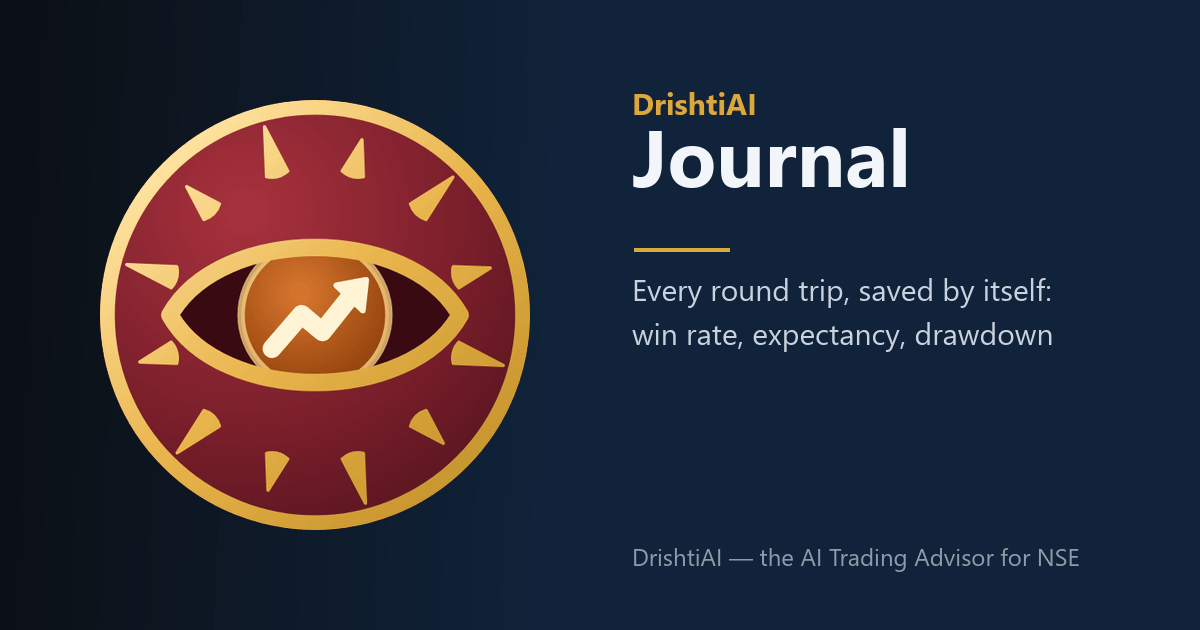 DrishtiAI
Journal
Every round trip, saved by itself:
win rate, expectancy, drawdown
DrishtiAI — the AI Trading Advisor for NSE